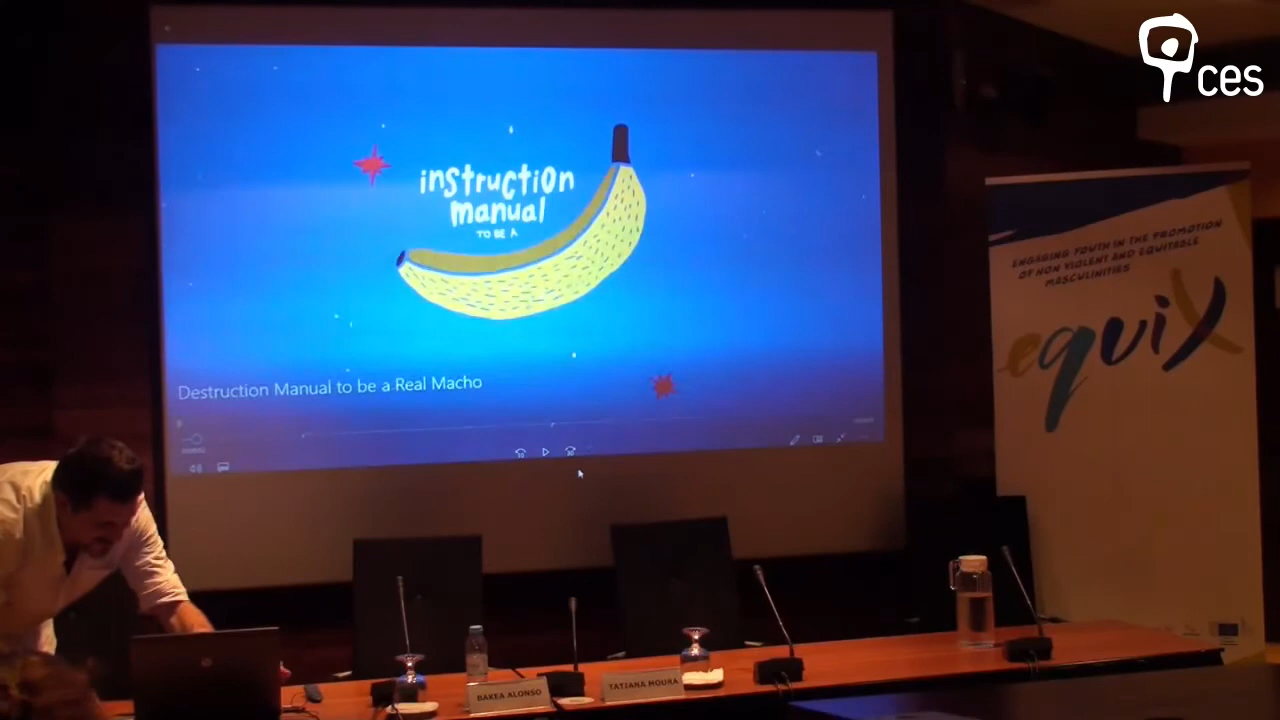 ces
instruction
manual
TO BE A
Destruction Manual to be a Real Macho
ENGAGING YOUTH IN THE PROMOTION
OF NON VIOLENT AND EQUITABLE
MASCULINITIES
equiX
BAKEA ALONSO
TATIANA MOURA